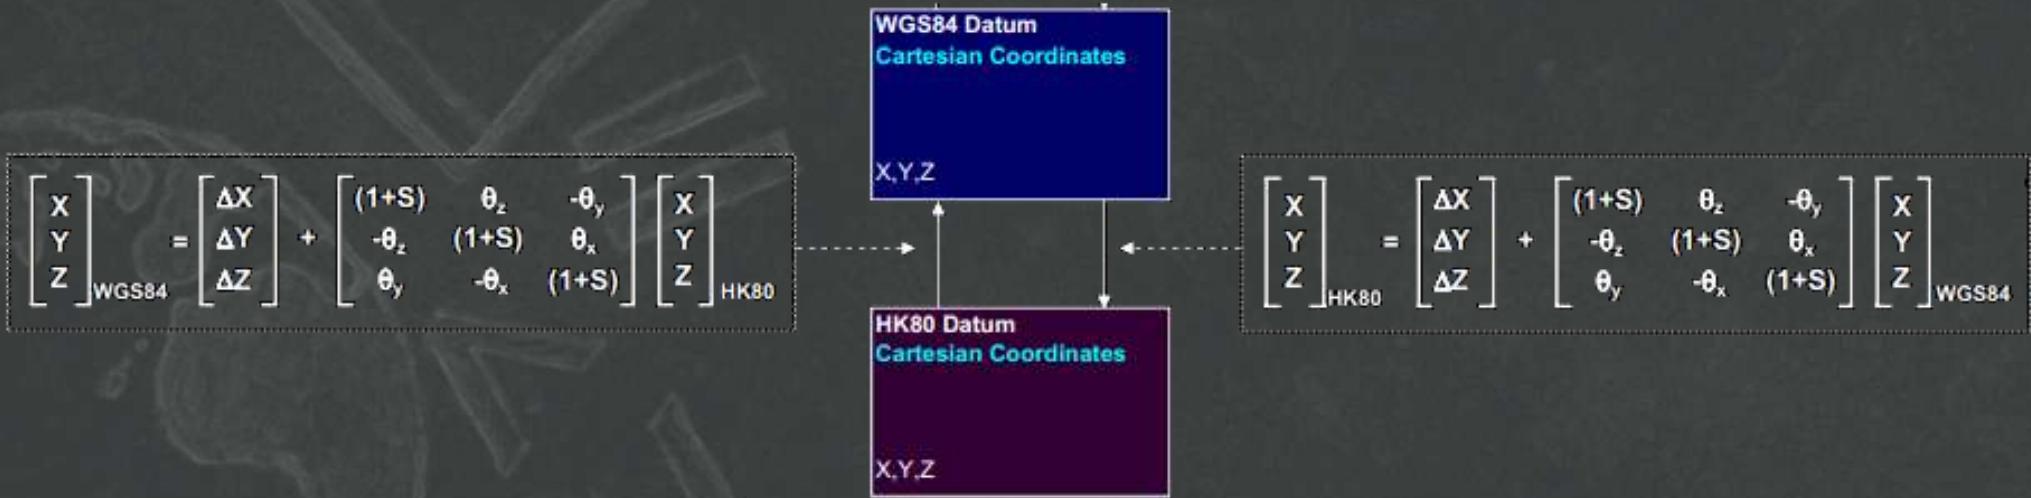 WGS84 Datum
Cartesian Coordinates
X,Y,Z
X ΔX (1+S) θz -θy X
Y = ΔY + -θz (1+S) θx Y
Z WGS84 ΔZ θy -θx (1+S) Z HK80
X ΔX (1+S) θz -θy X
Y = ΔY + -θz (1+S) θx Y
Z HK80 ΔZ θy -θx (1+S) Z WGS84
HK80 Datum
Cartesian Coordinates
X,Y,Z